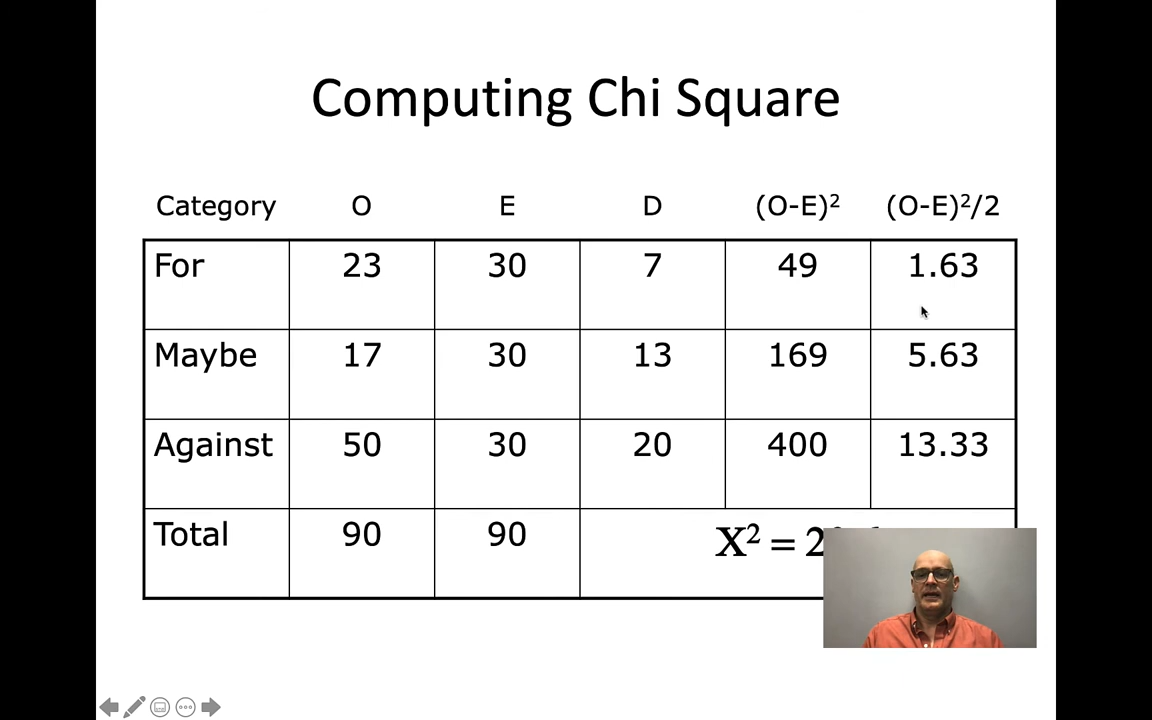 Computing Chi Square
Category O E D (O-E)² (O-E)²/2
For 23 30 7 49 1.63
Maybe 17 30 13 169 5.63
Against 50 30 20 400 13.33
Total 90 90 X² = 2